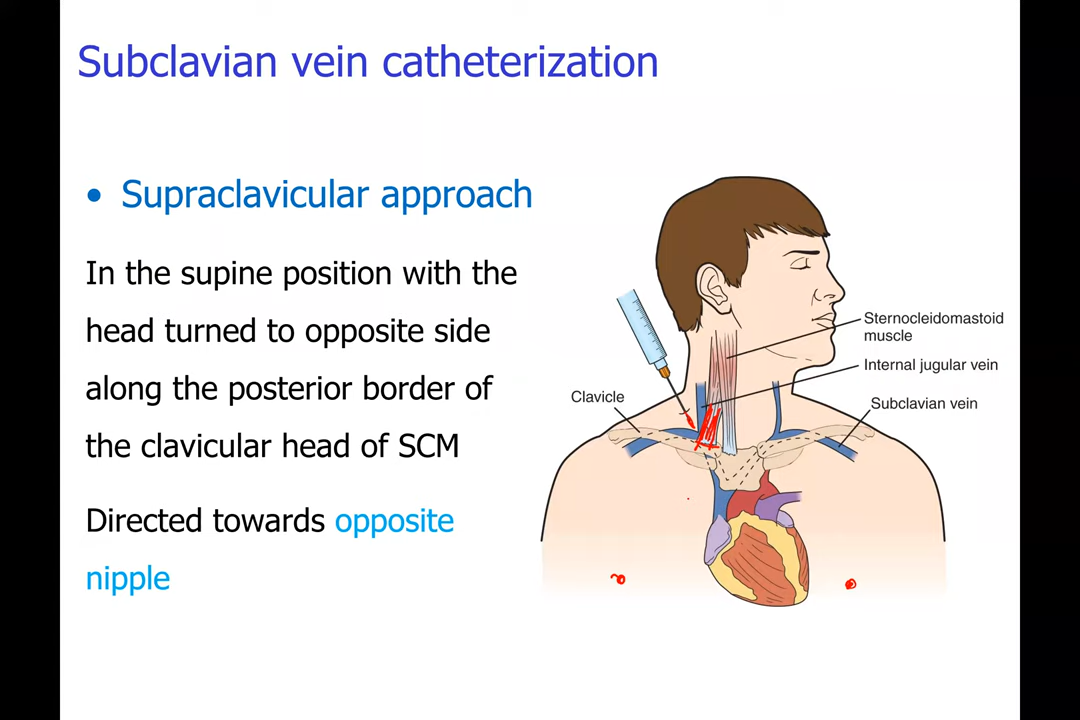 Subclavian vein catheterization
• Supraclavicular approach
In the supine position with the
head turned to opposite side
along the posterior border of
the clavicular head of SCM
Directed towards opposite
nipple
Sternocleidomastoid
muscle
Internal jugular vein
Clavicle
Subclavian vein